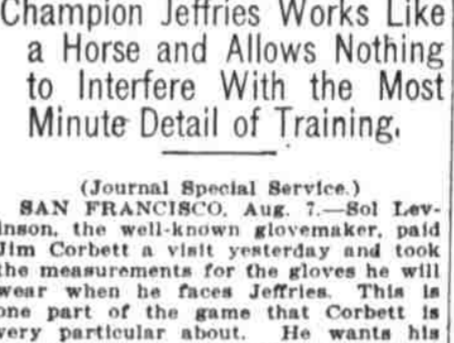 Champion Jeffries Works Like
a Horse and Allows Nothing
to Interfere With the Most
Minute Detail of Training.
(Journal Special Service.)
SAN FRANCISCO, Aug. 7.—Sol Lev-
inson, the well-known glovemaker, paid
Jim Corbett a visit yesterday and took
the measurements for the gloves he will
wear when he faces Jeffries. This is
one part of the game that Corbett is
very particular about. He wants his